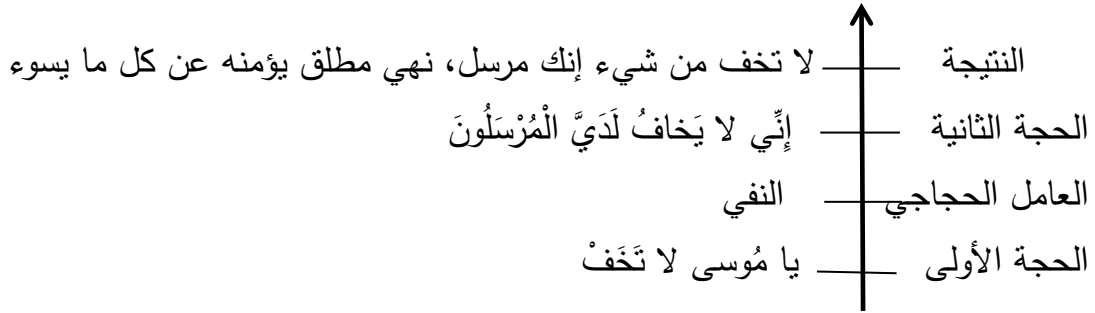 النتيجة لا تخف من شيء إنك مرسل، نهي مطلق يؤمنه عن كل ما يسوء
الحجة الثانية إِنِّي لا يَخافُ لَدَيَّ الْمُرْسَلُونَ
العامل الحجاجي النفي
الحجة الأولى يا مُوسى لا تَخَفْ